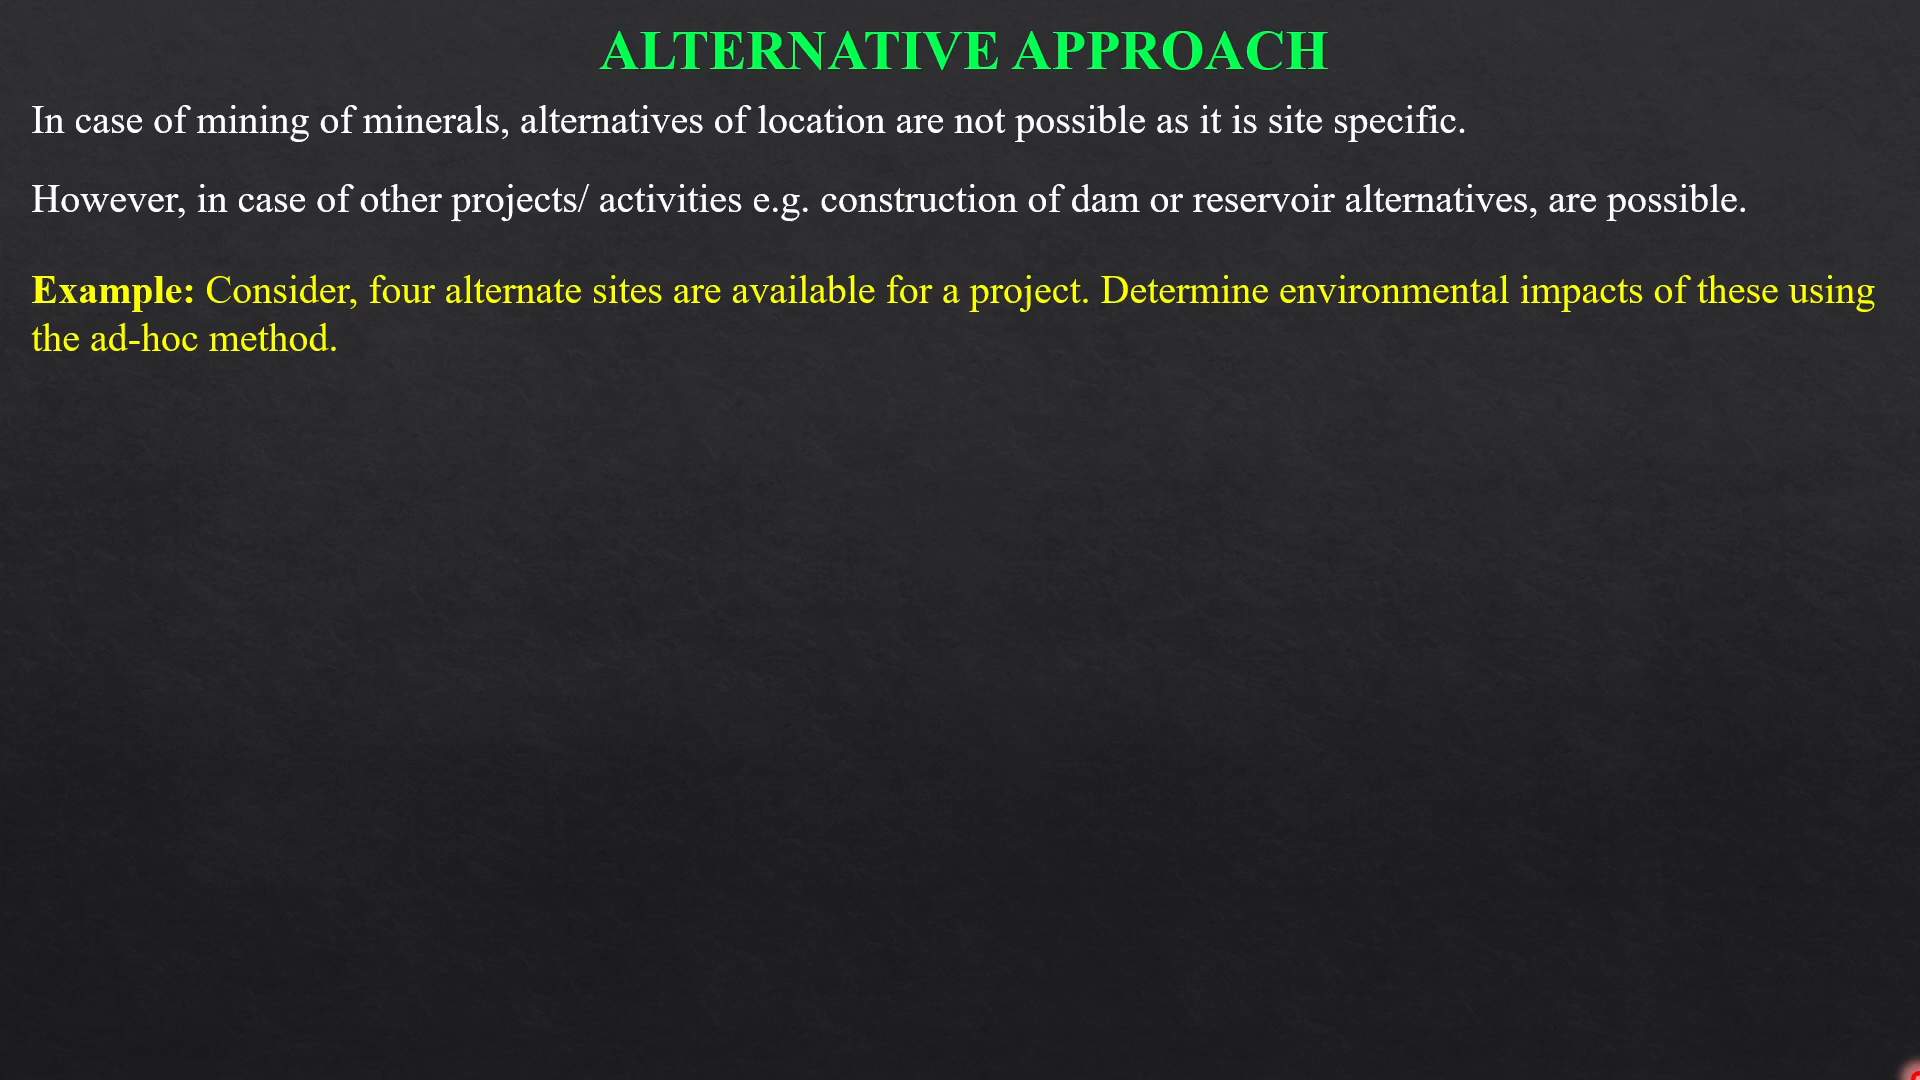 ALTERNATIVE APPROACH
In case of mining of minerals, alternatives of location are not possible as it is site specific.
However, in case of other projects/ activities e.g. construction of dam or reservoir alternatives, are possible.
Example: Consider, four alternate sites are available for a project. Determine environmental impacts of these using
the ad-hoc method.